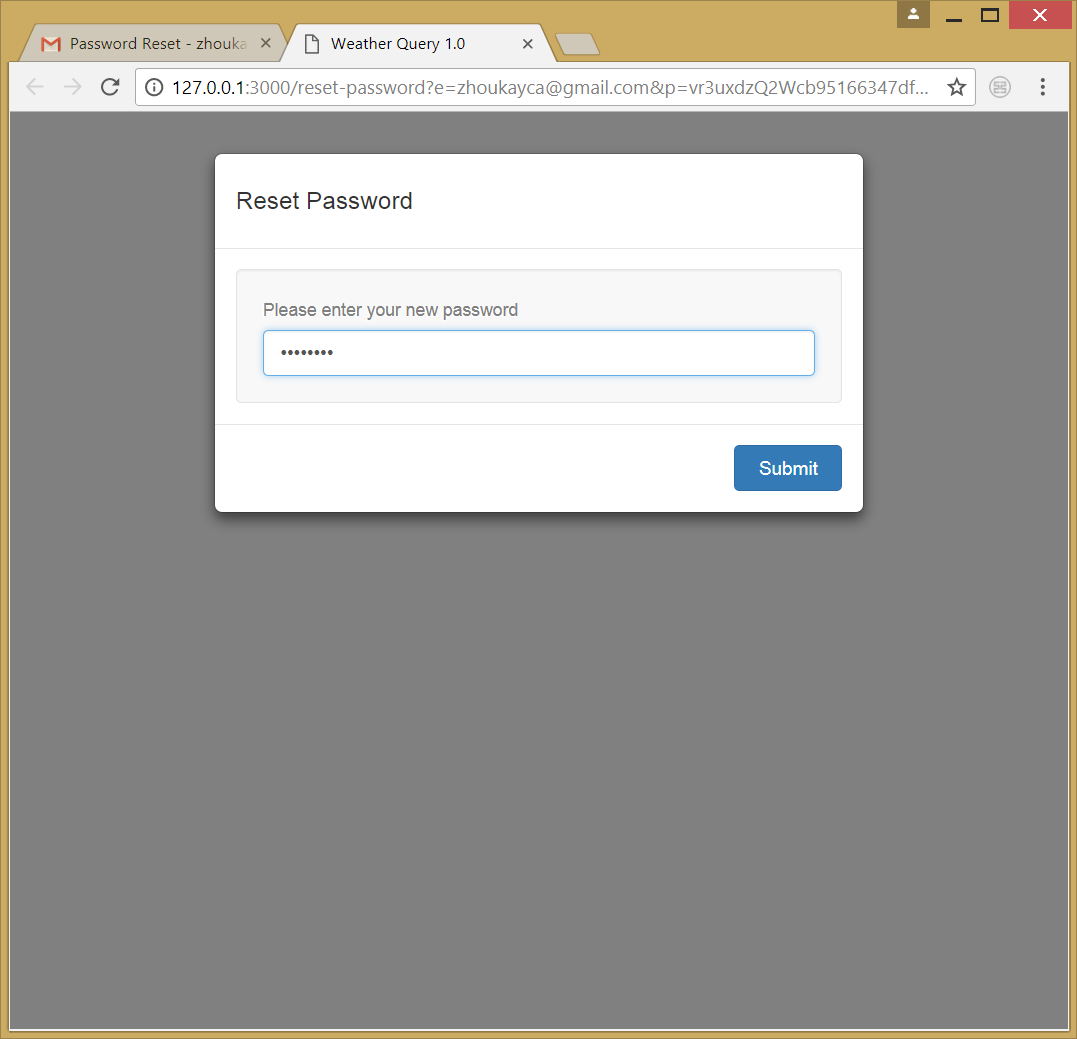 Password Reset - zhouka
Weather Query 1.0
127.0.0.1:3000/reset-password?e=zhoukayca@gmail.com&p=vr3uxdzQ2Wcb95166347df...
Reset Password
Please enter your new password
••••••••
Submit